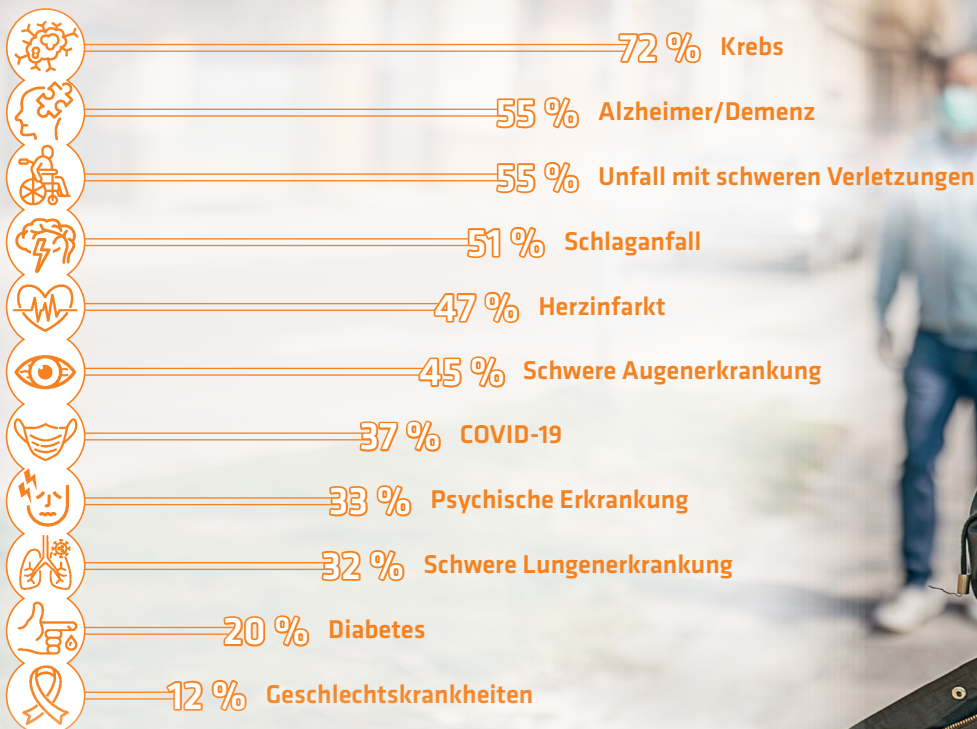 72 % Krebs
55 % Alzheimer/Demenz
55 % Unfall mit schweren Verletzungen
51 % Schlaganfall
47 % Herzinfarkt
45 % Schwere Augenerkrankung
37 % COVID-19
33 % Psychische Erkrankung
32 % Schwere Lungenerkrankung
20 % Diabetes
12 % Geschlechtskrankheiten